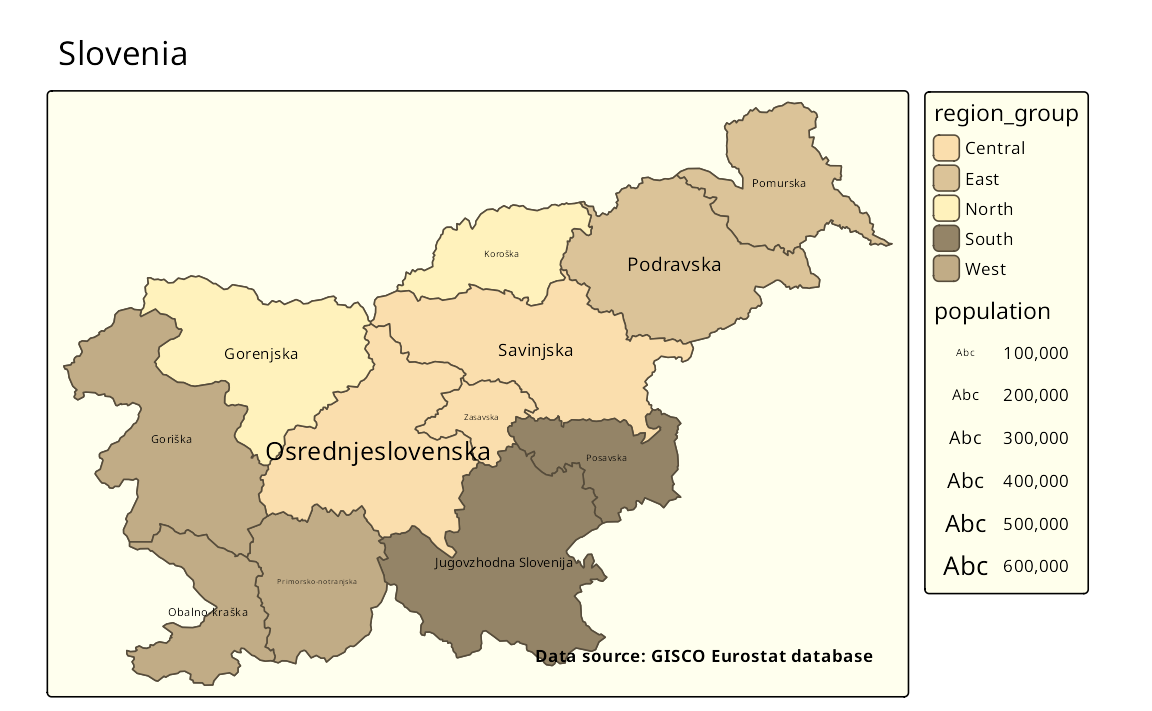 Slovenia
Pomurska
Koroška
Podravska
Gorenjska
Savinjska
Zasavska
Goriška
Osrednjeslovenska
Posavska
Jugovzhodna Slovenija
Primorsko-notranjska
Obalno-kraška
Data source: GISCO Eurostat database
region_group
Central
East
North
South
West
population
Abc 100,000
Abc 200,000
Abc 300,000
Abc 400,000
Abc 500,000
Abc 600,000